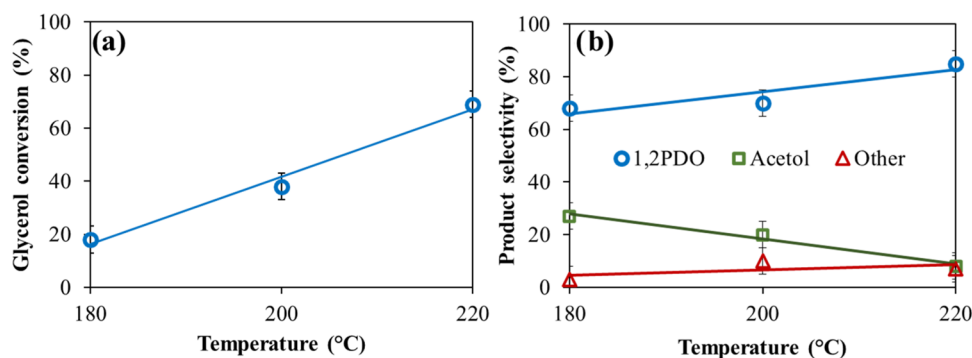 (a)
Glycerol conversion (%)
100
80
60
40
20
0
180
200
220
Temperature (°C)
(b)
Product selectivity (%)
100
80
60
40
20
0
1,2PDO
Acetol
Other
180
200
220
Temperature (°C)